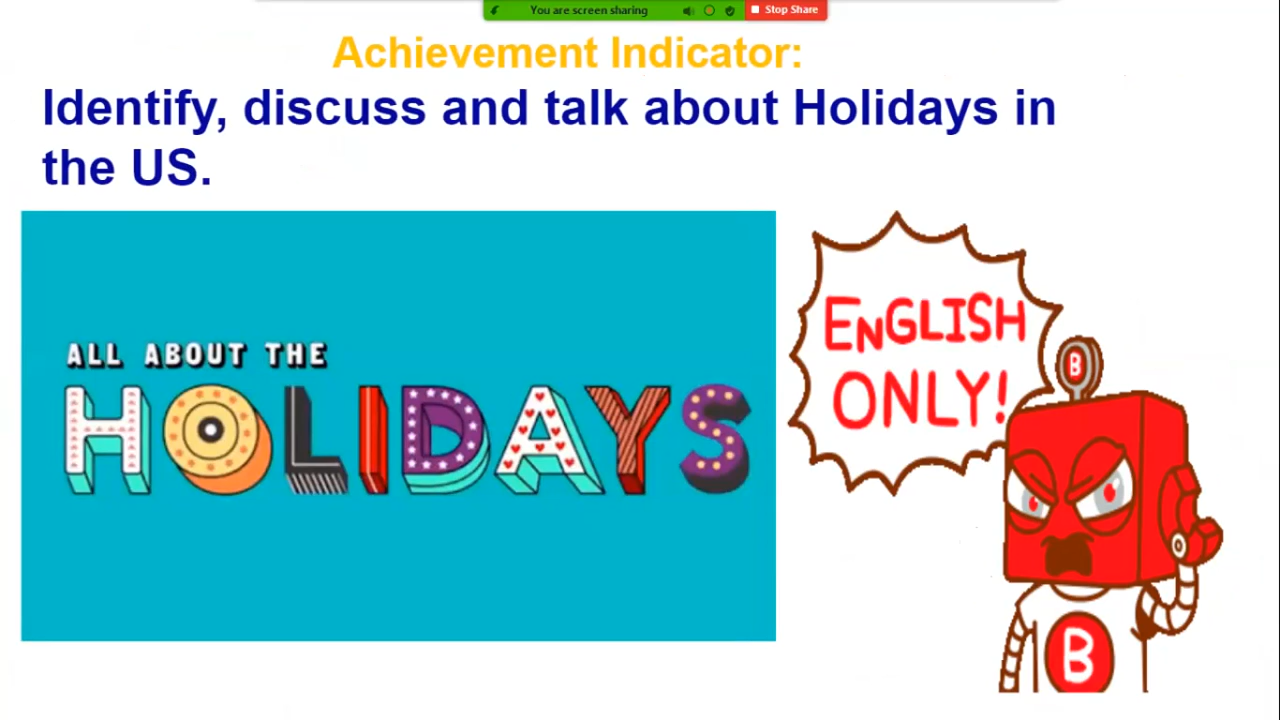 You are screen sharing
Stop Share
Achievement Indicator:
Identify, discuss and talk about Holidays in
the US.
ALL ABOUT THE
HOLIDAYS
ENGLISH
ONLY!
B
B